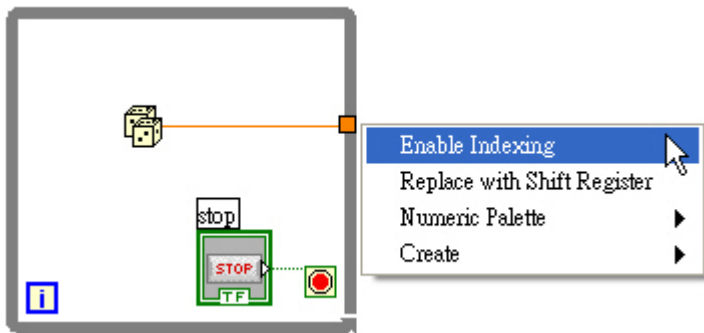 Enable Indexing
Replace with Shift Register
Numeric Palette
Create
stop
STOP
TF
i